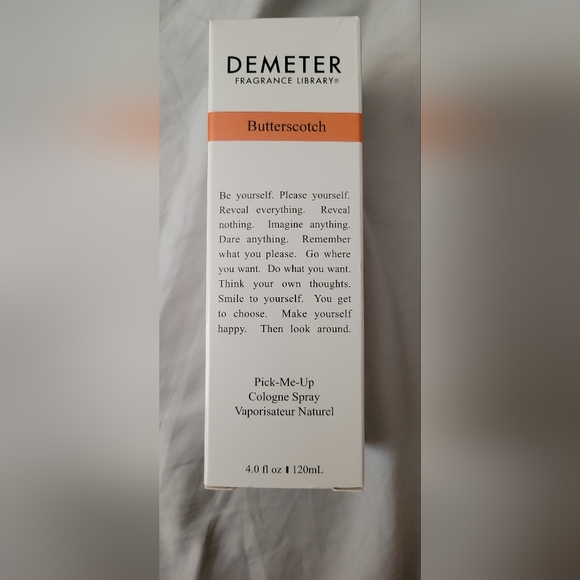 DEMETER
FRAGRANCE LIBRARY®
Butterscotch
Be yourself. Please yourself.
Reveal everything. Reveal
nothing. Imagine anything.
Dare anything. Remember
what you please. Go where
you want. Do what you want.
Think your own thoughts.
Smile to yourself. You get
to choose. Make yourself
happy. Then look around.
Pick-Me-Up
Cologne Spray
Vaporisateur Naturel
4.0 fl oz | 120mL